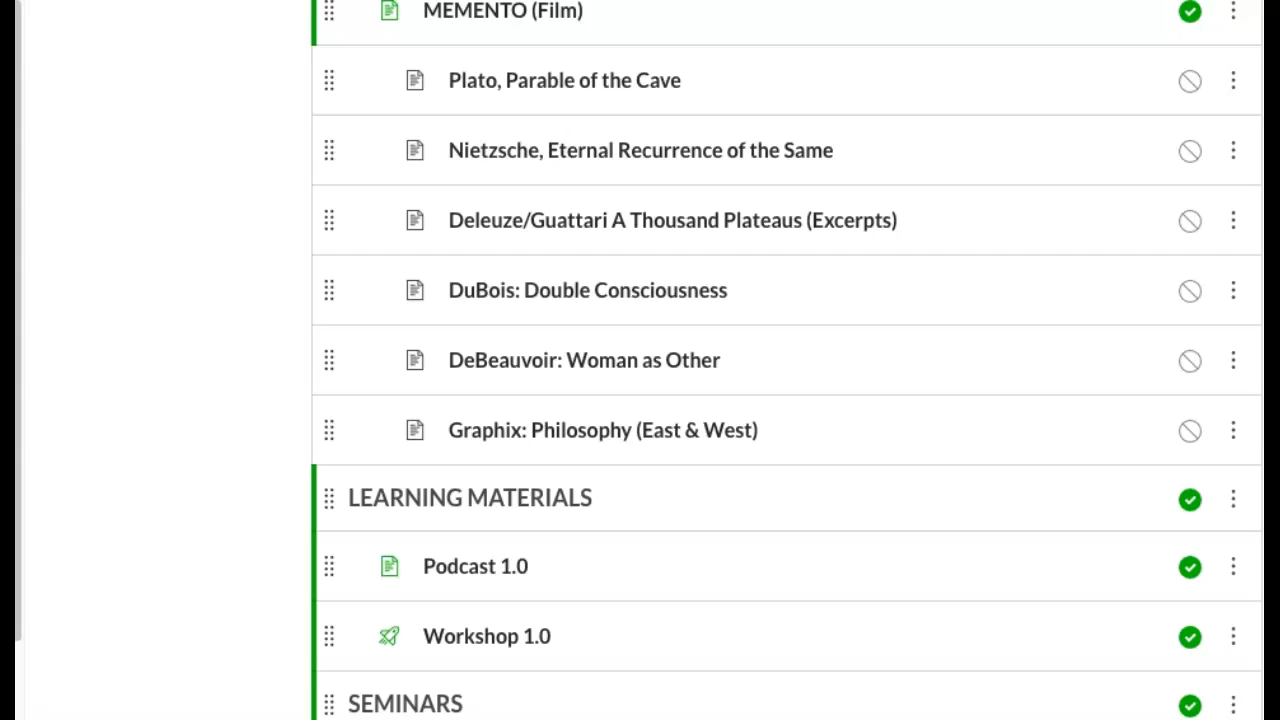 MEMENTO (Film)
Plato, Parable of the Cave
Nietzsche, Eternal Recurrence of the Same
Deleuze/Guattari A Thousand Plateaus (Excerpts)
DuBois: Double Consciousness
DeBeauvoir: Woman as Other
Graphix: Philosophy (East & West)
LEARNING MATERIALS
Podcast 1.0
Workshop 1.0
SEMINARS